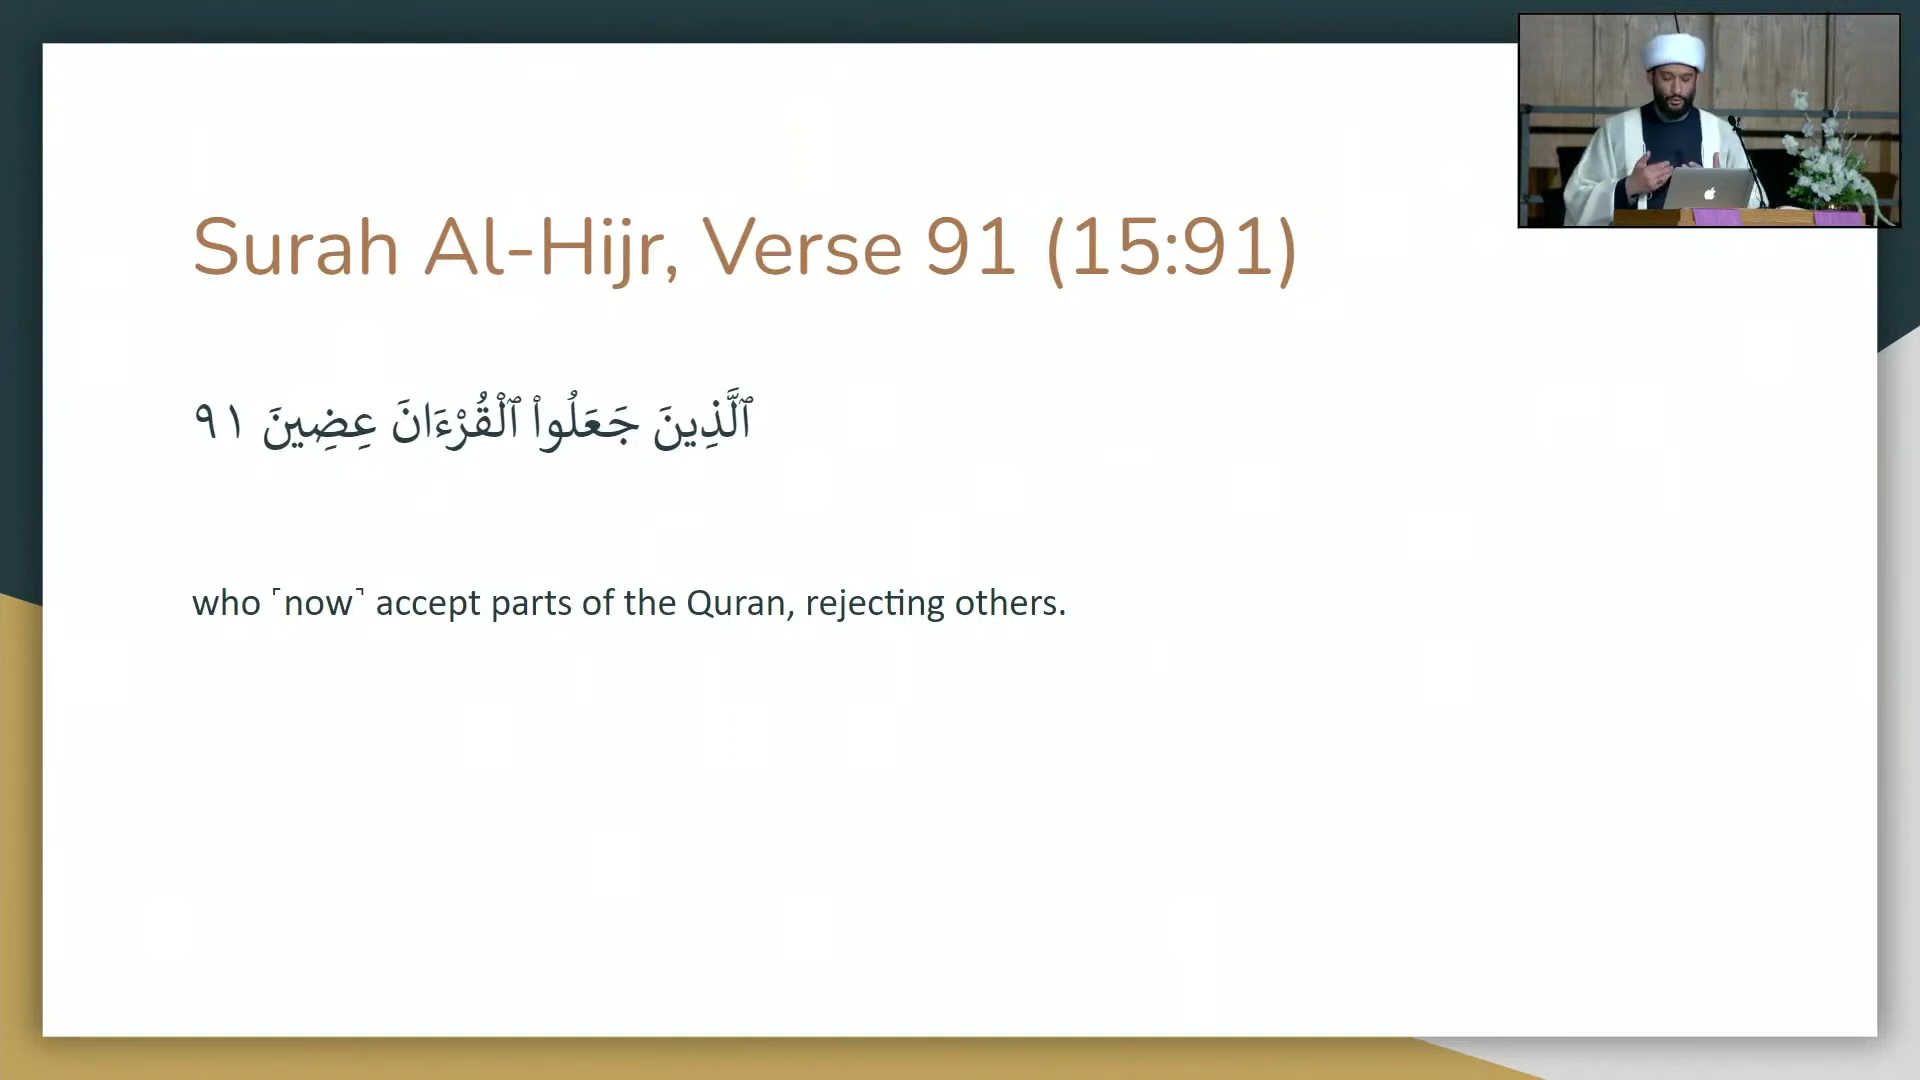 Surah Al-Hijr, Verse 91 (15:91)
ٱلَّذِينَ جَعَلُوا۟ ٱلْقُرْءَانَ عِضِينَ ٩١
who ˹now˺ accept parts of the Quran, rejecting others.